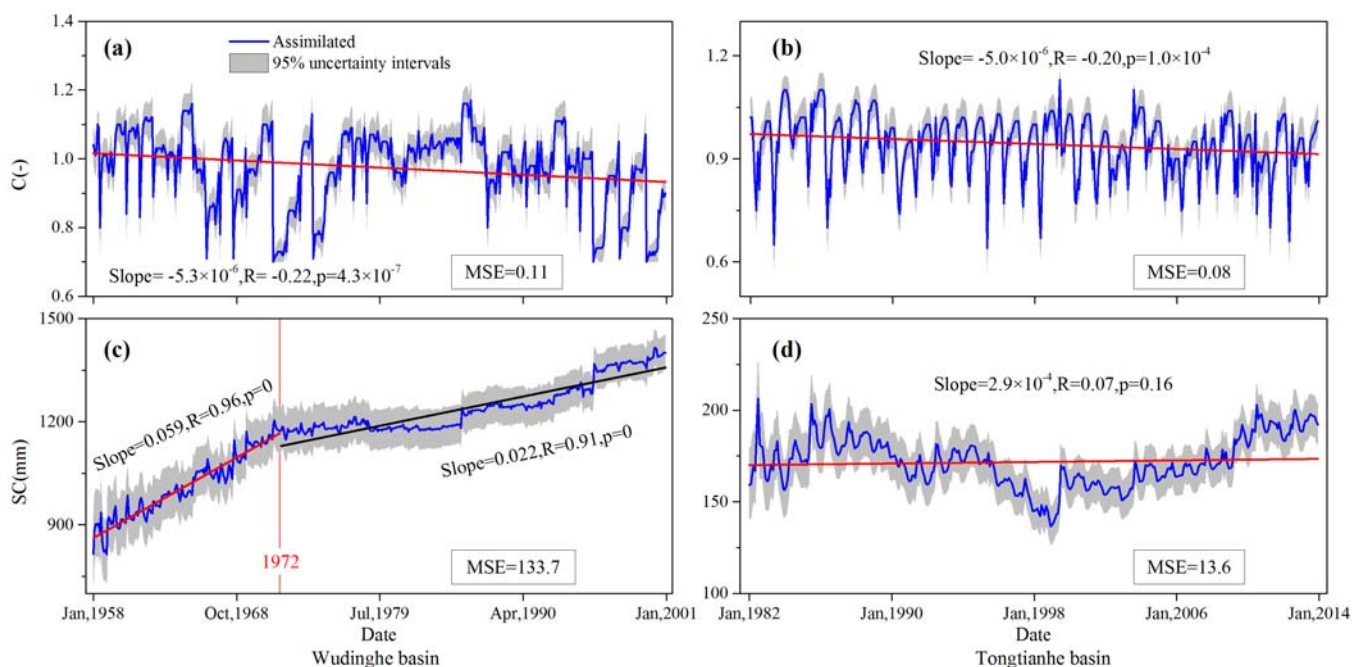 (a)
Assimilated
95% uncertainty intervals
1.4
1.2
1.0
0.8
0.6
C(-)
Slope= -5.3×10⁻⁶,R= -0.22,p=4.3×10⁻⁷
MSE=0.11
(b)
Slope= -5.0×10⁻⁶,R= -0.20,p=1.0×10⁻⁴
1.2
0.9
0.6
MSE=0.08
(c)
1500
1200
900
SC(mm)
Slope=0.059,R=0.96,p=0
Slope=0.022,R=0.91,p=0
1972
MSE=133.7
Jan,1958
Oct,1968
Jul,1979
Apr,1990
Jan,2001
Date
Wudinghe basin
(d)
Slope=2.9×10⁻⁴,R=0.07,p=0.16
250
200
150
100
MSE=13.6
Jan,1982
Jan,1990
Jan,1998
Jan,2006
Jan,2014
Date
Tongtianhe basin